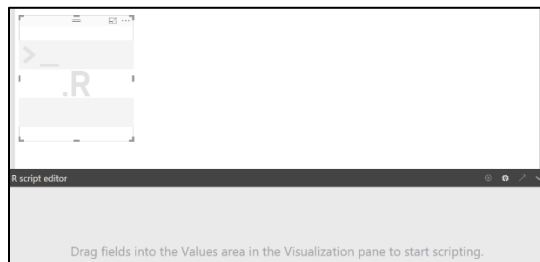 >_
.R
R script editor
Drag fields into the Values area in the Visualization pane to start scripting.